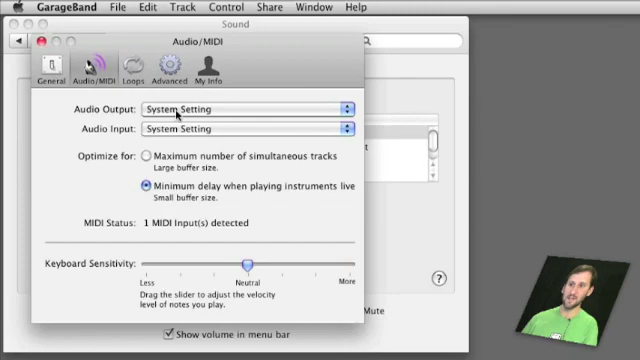 GarageBand File Edit Track Control Share Window Help
Sound
Audio/MIDI
General Audio/MIDI Loops Advanced My Info
Audio Output: System Setting
Audio Input: System Setting
Optimize for: Maximum number of simultaneous tracks
Large buffer size.
Minimum delay when playing instruments live
Small buffer size.
MIDI Status: 1 MIDI Input(s) detected
Keyboard Sensitivity:
Less Neutral More
Drag the slider to adjust the velocity
level of notes you play.
?
Mute
Show volume in menu bar